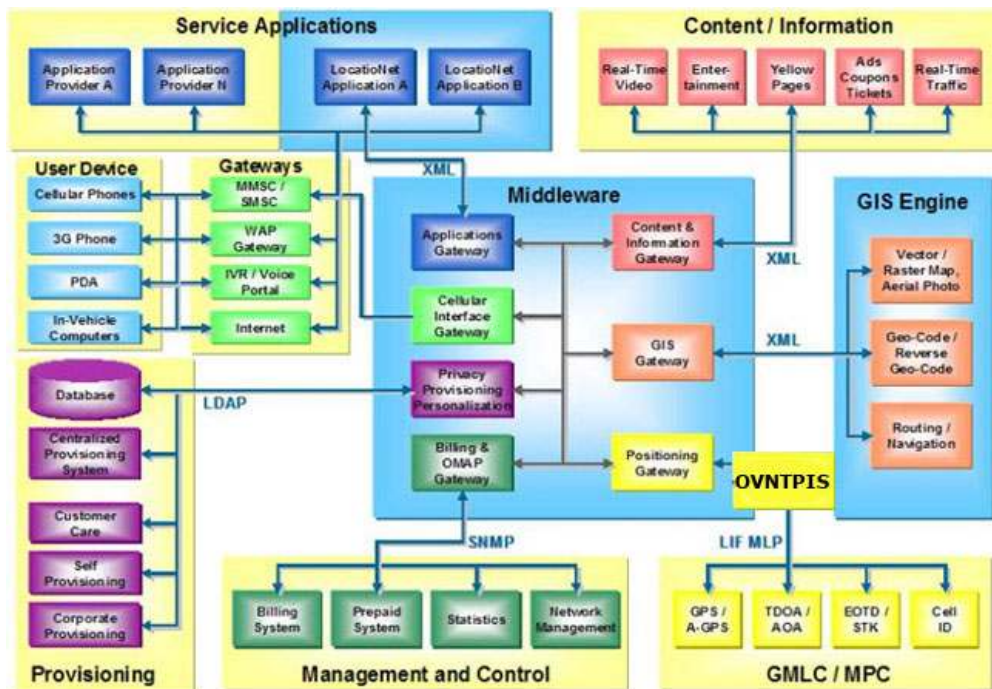 Service Applications
Application
Provider A
Application
Provider N
LocatioNet
Application A
LocatioNet
Application B
Content / Information
Real-Time
Video
Enter-
tainment
Yellow
Pages
Ads
Coupons
Tickets
Real-Time
Traffic
User Device
Cellular Phones
3G Phone
PDA
In-Vehicle
Computers
Gateways
MMSC /
SMSC
WAP
Gateway
IVR / Voice
Portal
Internet
XML
Middleware
Applications
Gateway
Content &
Information
Gateway
Cellular
Interface
Gateway
GIS
Gateway
Privacy
Provisioning
Personalization
Billing &
OMAP
Gateway
Positioning
Gateway
XML
XML
GIS Engine
Vector /
Raster Map,
Aerial Photo
Geo-Code /
Reverse
Geo-Code
Routing /
Navigation
OVNTPIS
LDAP
Database
Centralized
Provisioning
System
Customer
Care
Self
Provisioning
Corporate
Provisioning
Provisioning
SNMP
Billing
System
Prepaid
System
Statistics
Network
Management
Management and Control
LIF MLP
GPS /
A-GPS
TDOA /
AOA
EOTD /
STK
Cell
ID
GMLC / MPC